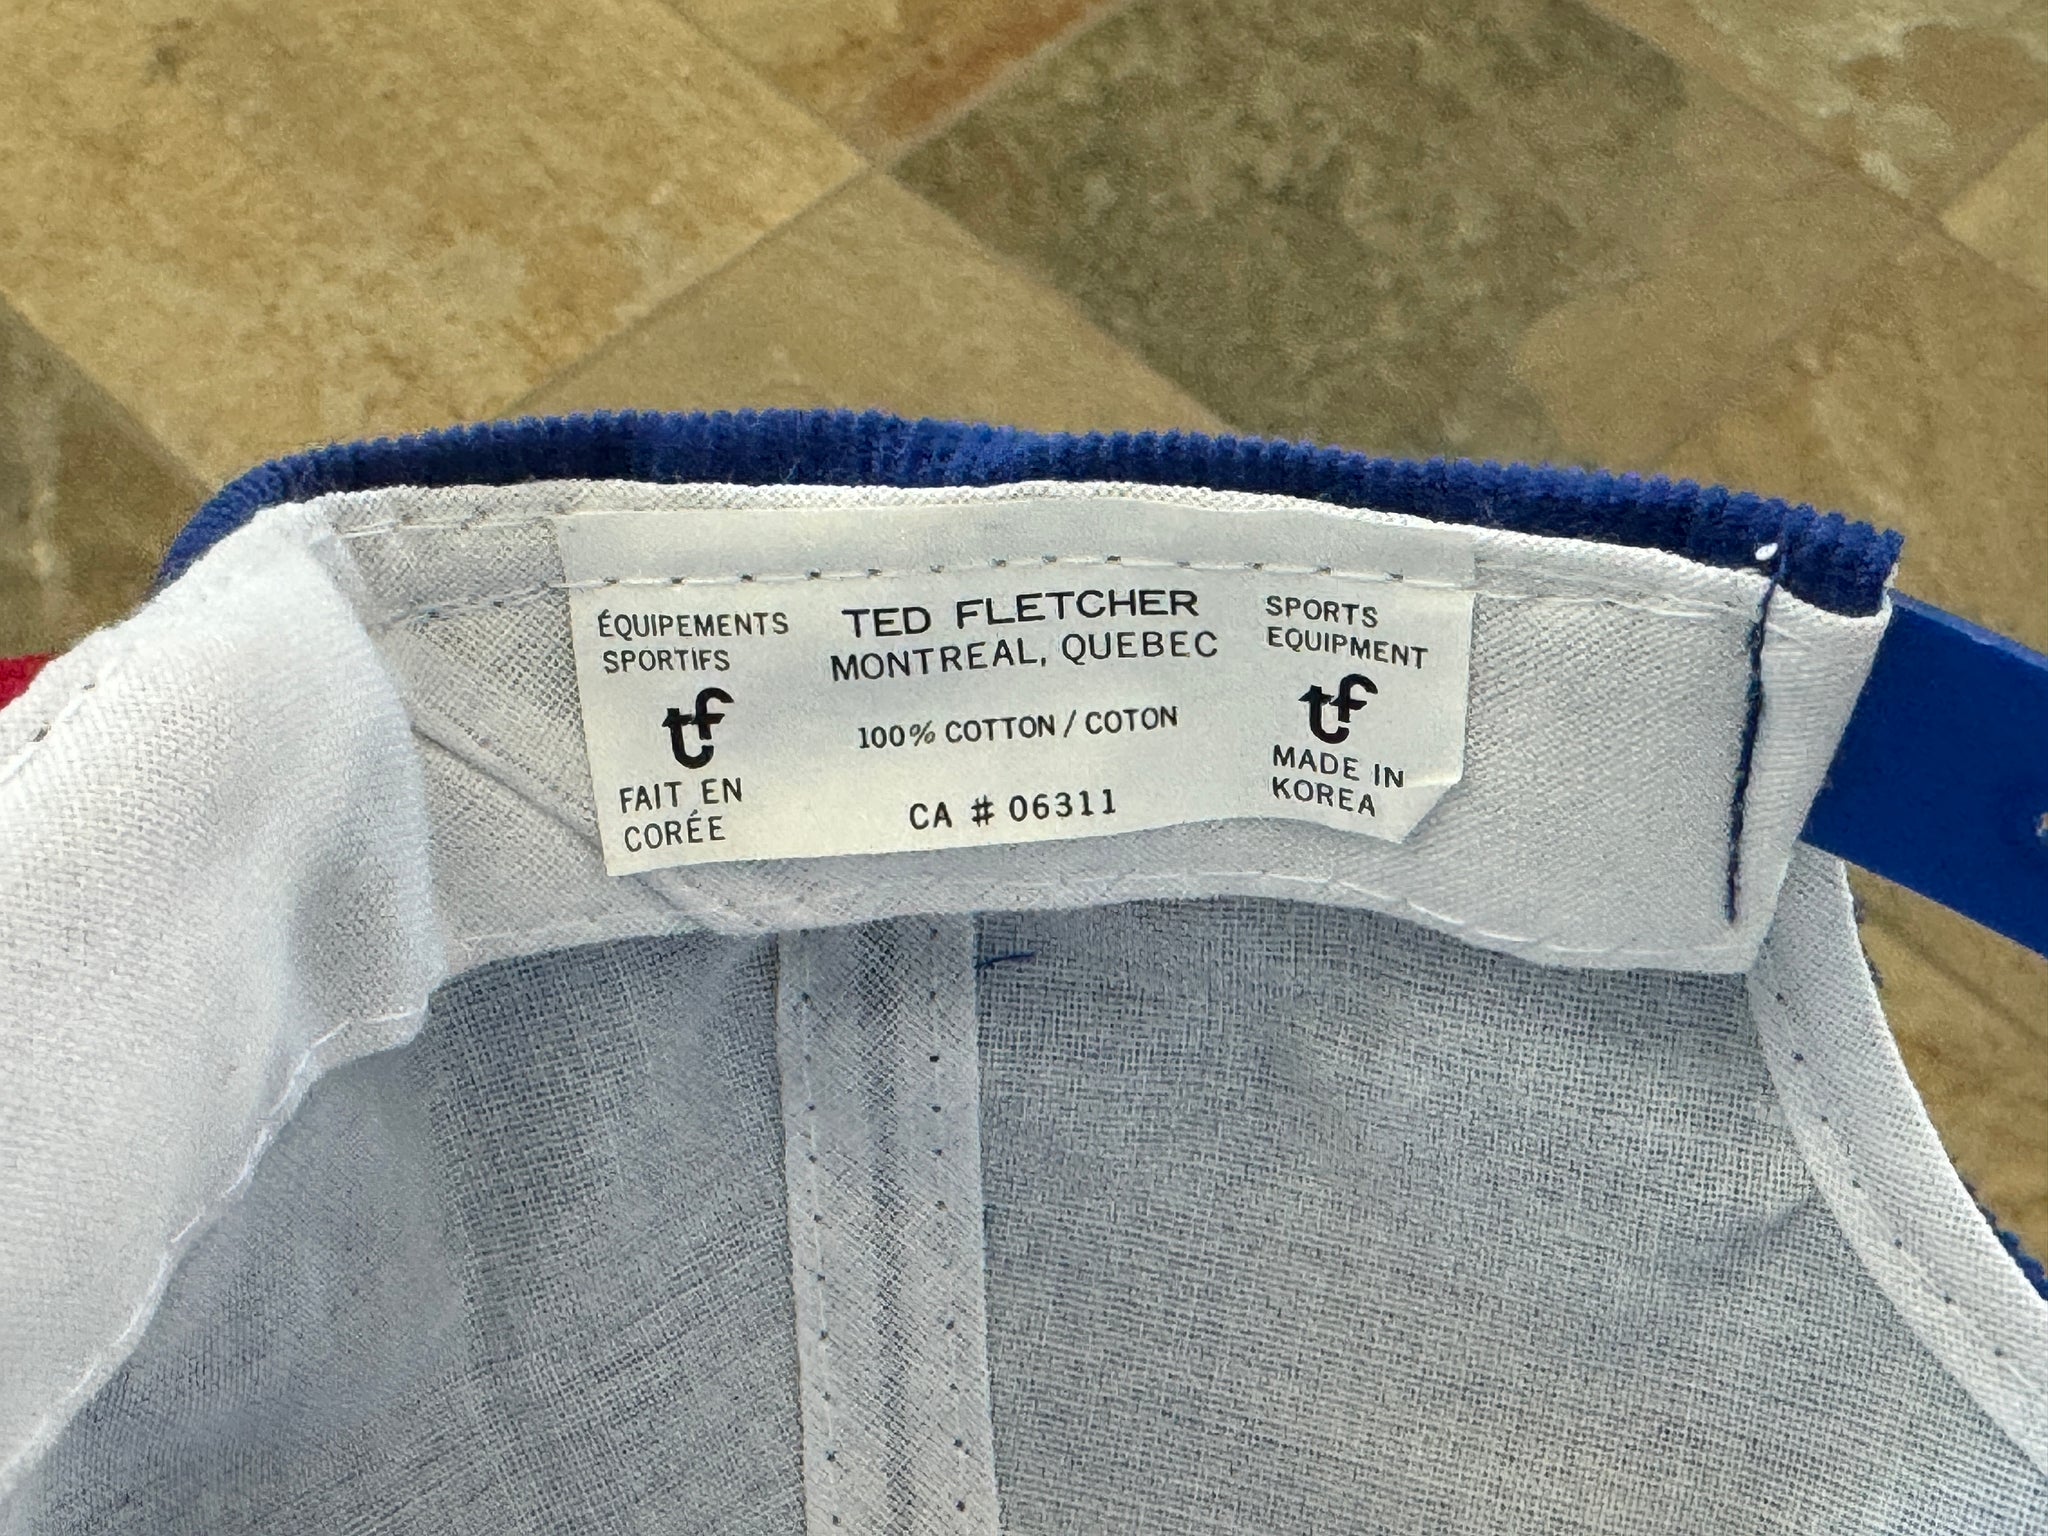 ÉQUIPEMENTS
SPORTIFS
tf
FAIT EN
CORÉE
TED FLETCHER
MONTREAL, QUEBEC
100% COTTON / COTON
CA # 06311
SPORTS
EQUIPMENT
tf
MADE IN
KOREA